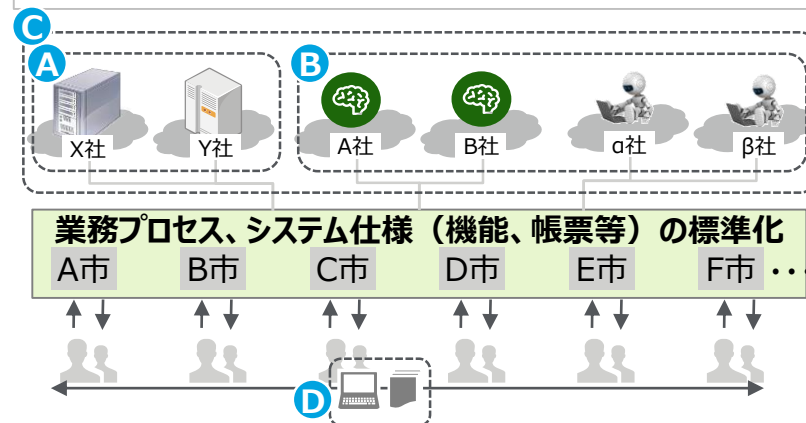 C
A
B
X社
Y社
A社
B社
α社
β社
業務プロセス、システム仕様（機能、帳票等）の標準化
A市
B市
C市
D市
E市
F市 ・・・
D